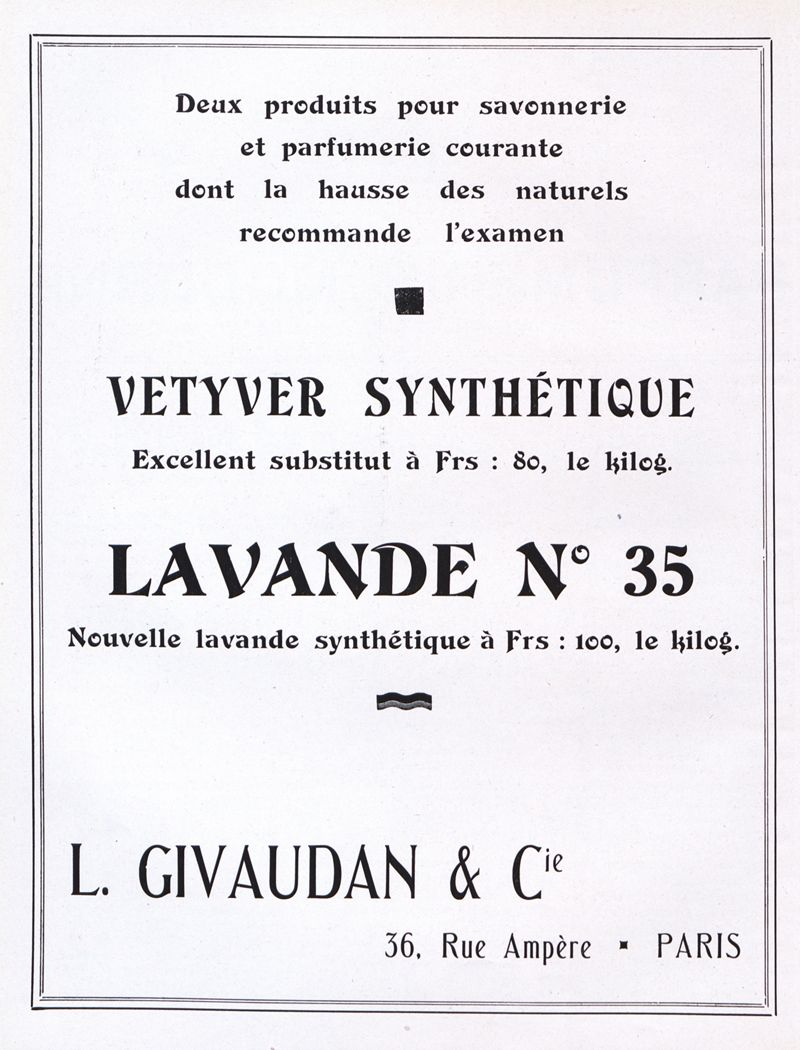 Deux produits pour savonnerie
et parfumerie courante
dont la hausse des naturels
recommande l'examen
VETYVER SYNTHÉTIQUE
Excellent substitut à Frs : 80, le kilog.
LAVANDE N° 35
Nouvelle lavande synthétique à Frs : 100, le kilog.
L. GIVAUDAN & Cie
36, Rue Ampère ▪ PARIS